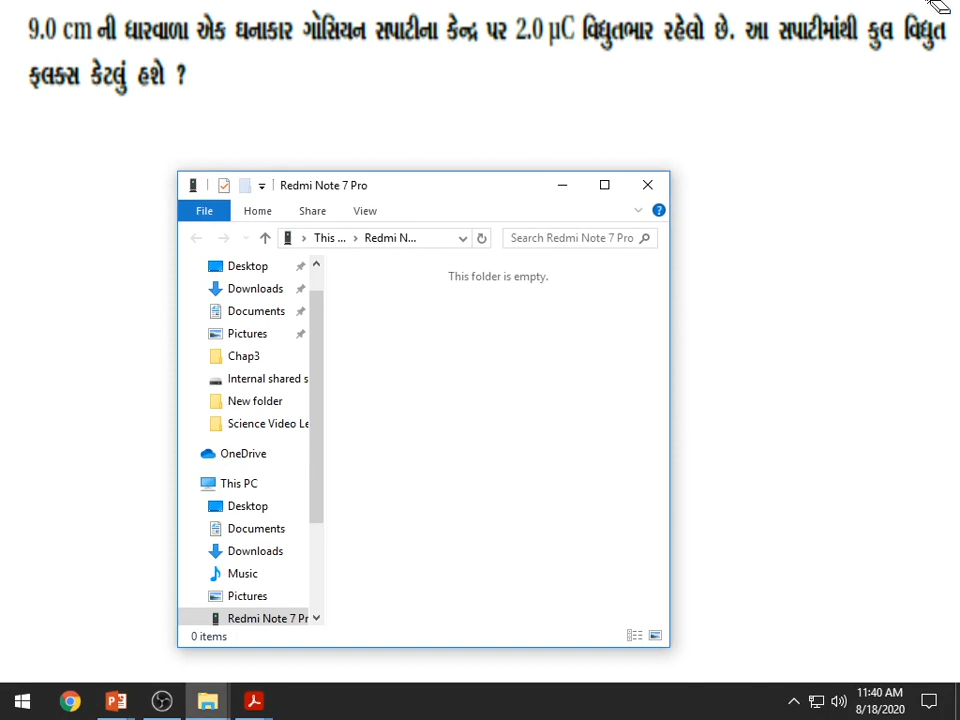 9.0 cm ની ધારવાળા એક ઘનાકાર ગૉસિયન સપાટીના કેન્દ્ર પર 2.0 µC વિદ્યુતભાર રહેલો છે. આ સપાટીમાંથી કુલ વિદ્યુત
ફ્લક્સ કેટલું હશે ?
Redmi Note 7 Pro
File Home Share View
This ... Redmi N... Search Redmi Note 7 Pro
Desktop
This folder is empty.
Downloads
Documents
Pictures
Chap3
Internal shared s
New folder
Science Video Le
OneDrive
This PC
Desktop
Documents
Downloads
Music
Pictures
Redmi Note 7 Pr
0 items
11:40 AM
8/18/2020